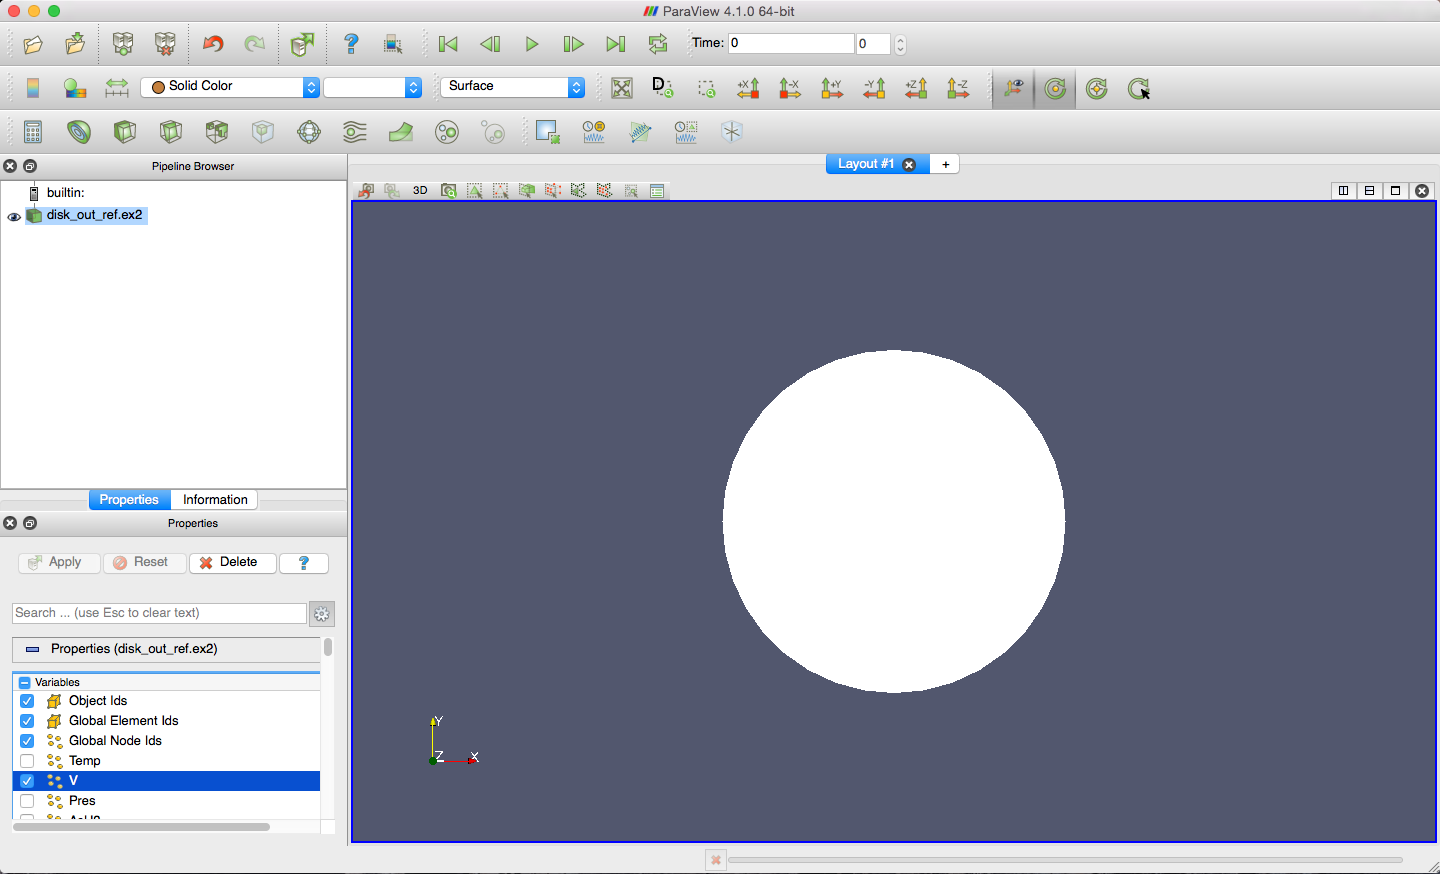 ParaView 4.1.0 64-bit
? Time: 0 0
Solid Color Surface D +X -X +Y -Y +Z -Z
Pipeline Browser
Layout #1 +
3D
builtin:
disk_out_ref.ex2
Properties Information
Properties
Apply Reset Delete ?
Search ... (use Esc to clear text)
Properties (disk_out_ref.ex2)
Variables
Object Ids
Global Element Ids
Global Node Ids
Temp
V
Pres
Y
Z X